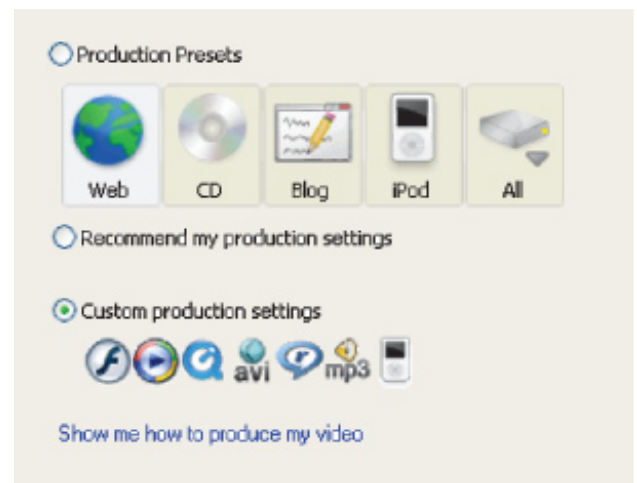 Production Presets
Web CD Blog iPod All
Recommend my production settings
Custom production settings
avi mp3
Show me how to produce my video